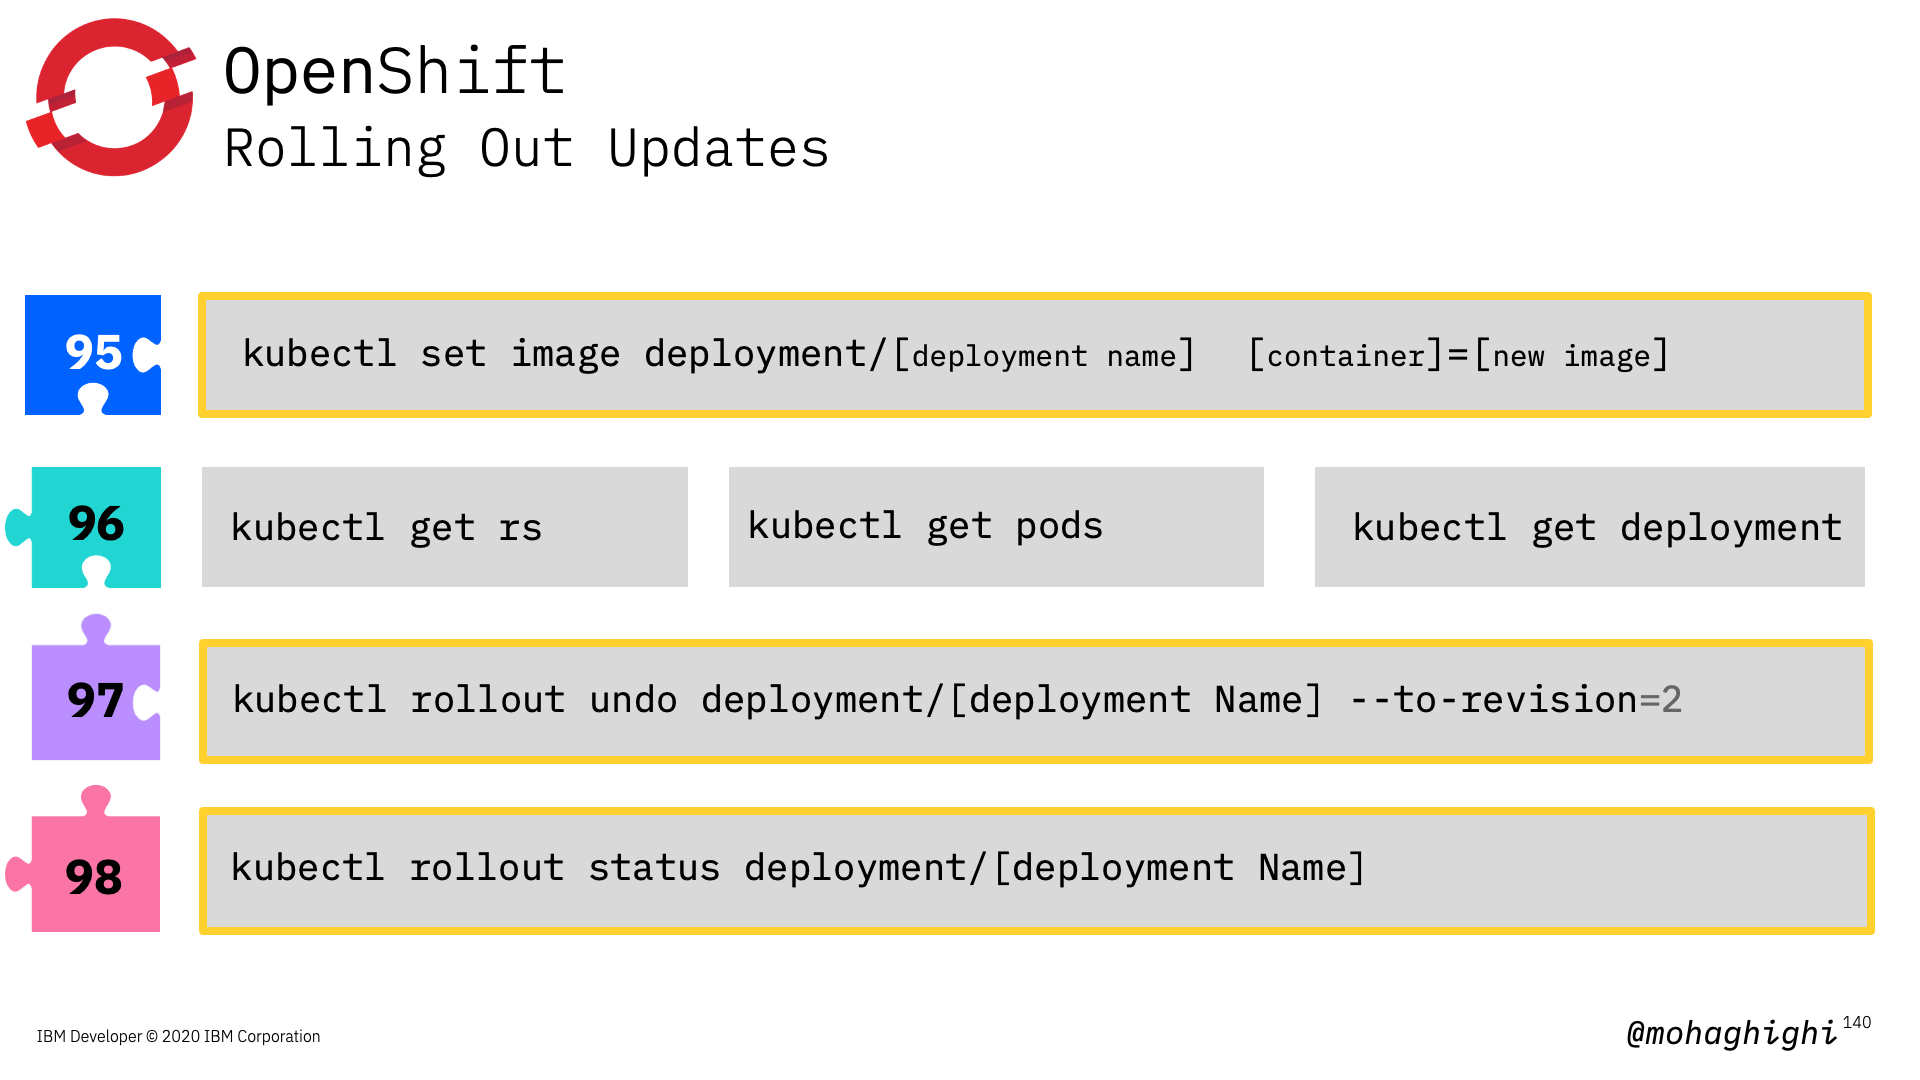 OpenShift
Rolling Out Updates
95
kubectl set image deployment/[deployment name] [container]=[new image]
96
kubectl get rs
kubectl get pods
kubectl get deployment
97
kubectl rollout undo deployment/[deployment Name] --to-revision=2
98
kubectl rollout status deployment/[deployment Name]
IBM Developer © 2020 IBM Corporation
@mohaghighi
140